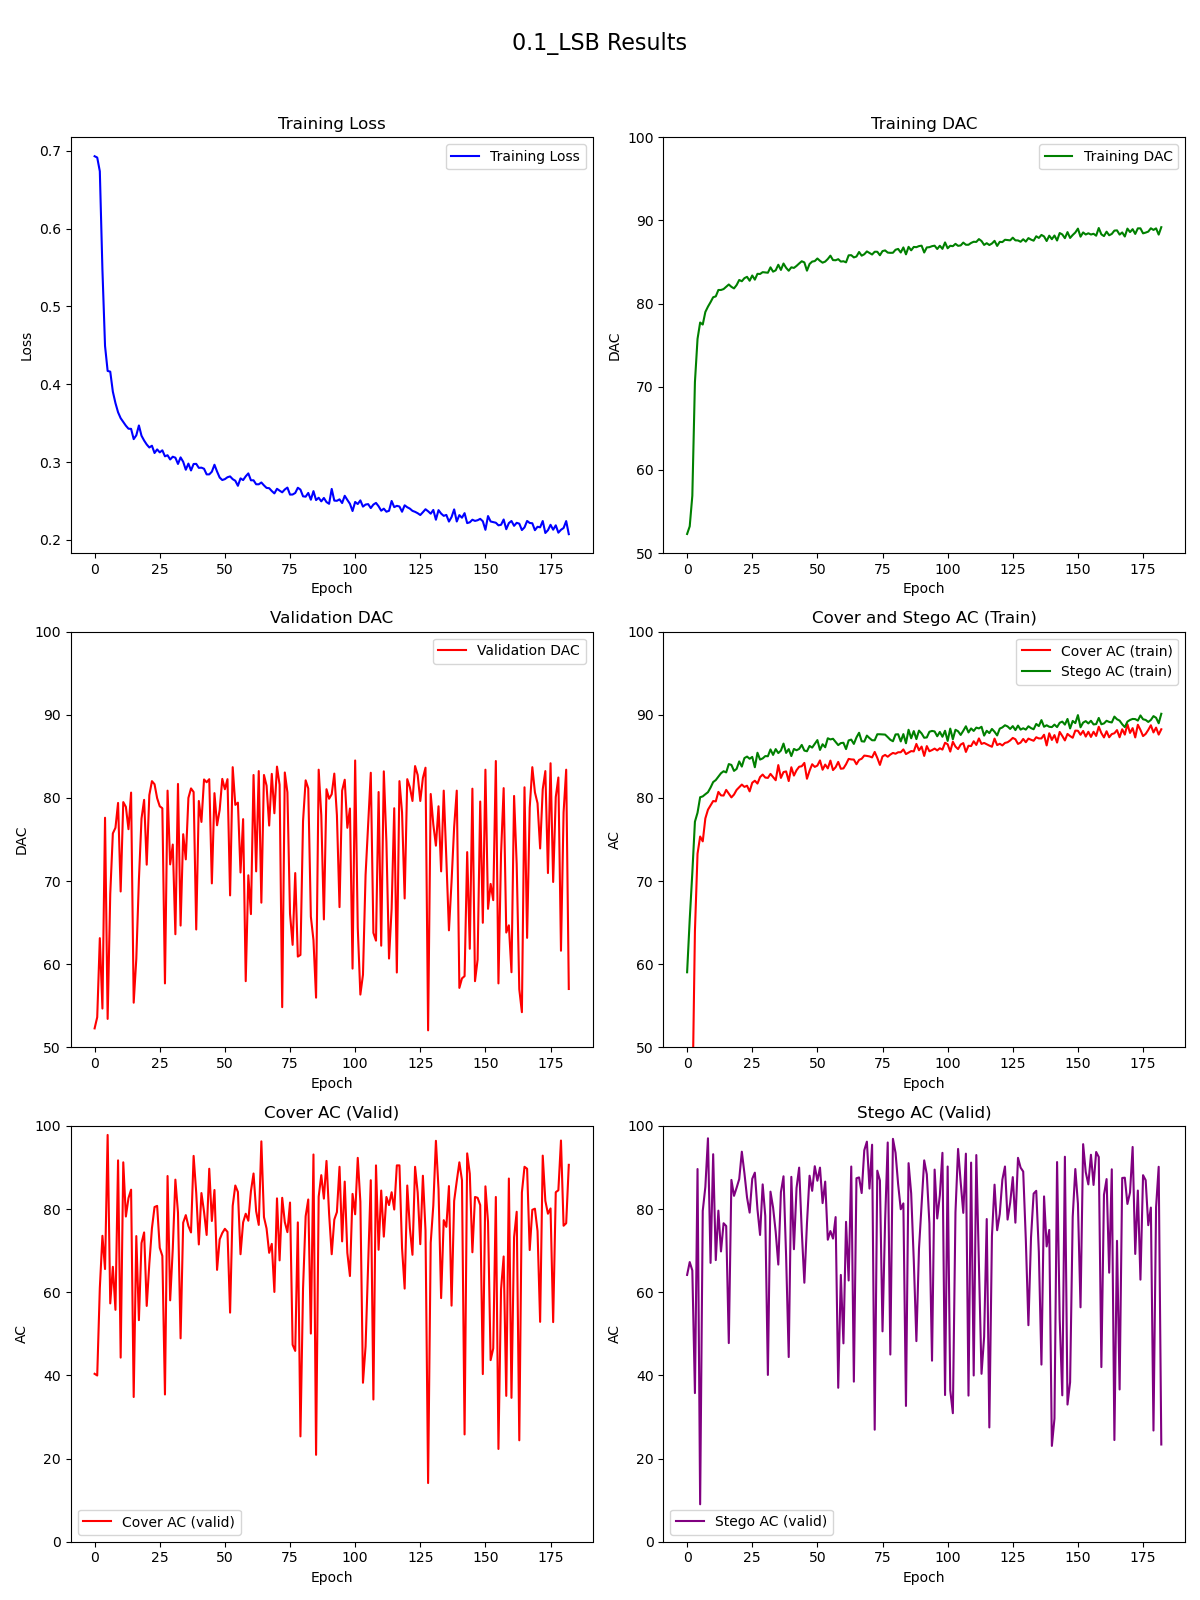 0.1_LSB Results
Training Loss
Training Loss
0.7
0.6
0.5
0.4
0.3
0.2
Loss
0 25 50 75 100 125 150 175
Epoch
Training DAC
Training DAC
100
90
80
70
60
50
DAC
0 25 50 75 100 125 150 175
Epoch
Validation DAC
Validation DAC
100
90
80
70
60
50
DAC
0 25 50 75 100 125 150 175
Epoch
Cover and Stego AC (Train)
Cover AC (train)
Stego AC (train)
100
90
80
70
60
50
AC
0 25 50 75 100 125 150 175
Epoch
Cover AC (Valid)
100
80
60
40
20
0
AC
Cover AC (valid)
0 25 50 75 100 125 150 175
Epoch
Stego AC (Valid)
100
80
60
40
20
0
AC
Stego AC (valid)
0 25 50 75 100 125 150 175
Epoch